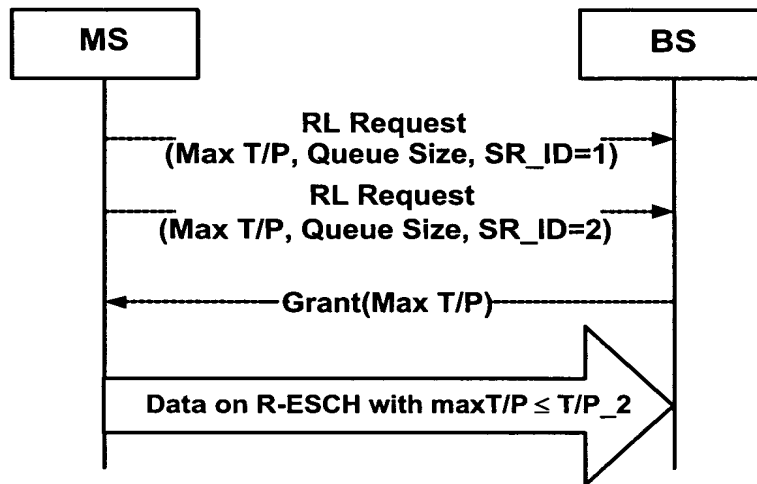 MS
BS
RL Request
(Max T/P, Queue Size, SR_ID=1)
RL Request
(Max T/P, Queue Size, SR_ID=2)
Grant(Max T/P)
Data on R-ESCH with maxT/P ≤ T/P_2